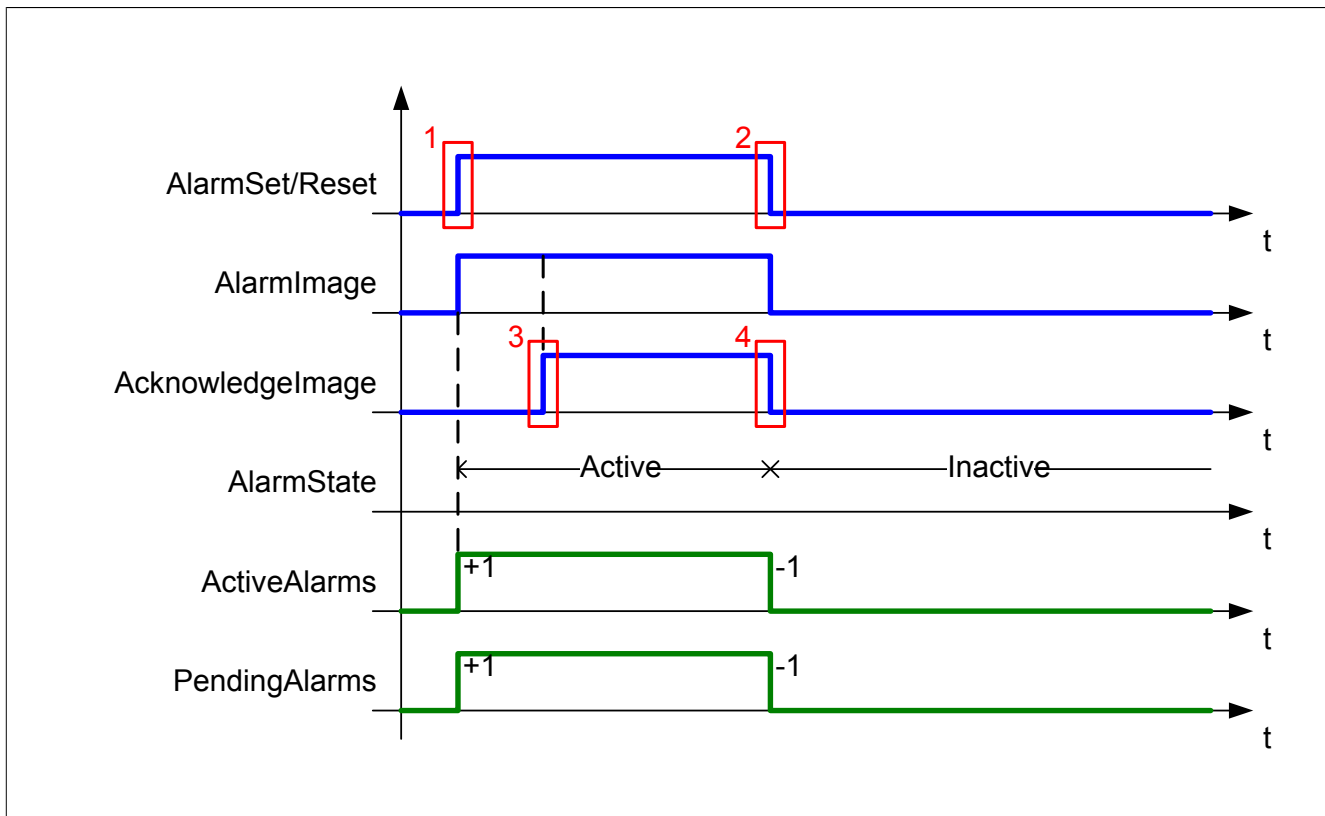 1
2
AlarmSet/Reset
t
AlarmImage
t
3
4
AcknowledgeImage
t
Active
Inactive
AlarmState
t
+1
-1
ActiveAlarms
t
+1
-1
PendingAlarms
t